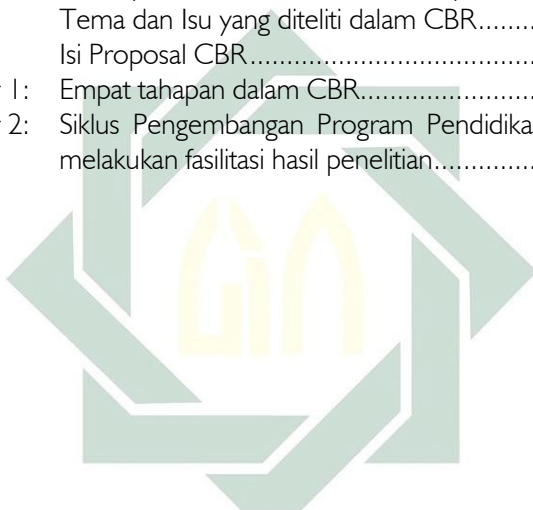 Tema dan Isu yang diteliti dalam CBR........
Isi Proposal CBR....................................
1: Empat tahapan dalam CBR.......................
2: Siklus Pengembangan Program Pendidika
melakukan fasilitasi hasil penelitian..............